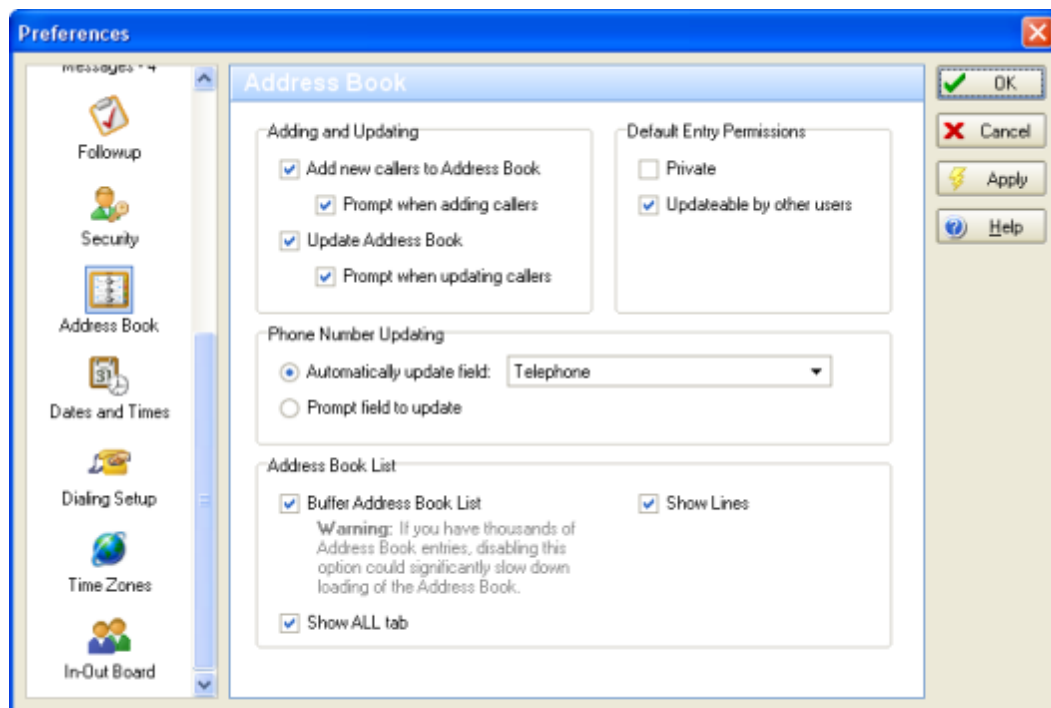 Preferences
Messages - 4
Followup
Security
Address Book
Dates and Times
Dialing Setup
Time Zones
In-Out Board
Address Book
Adding and Updating
Add new callers to Address Book
Prompt when adding callers
Update Address Book
Prompt when updating callers
Default Entry Permissions
Private
Updateable by other users
Phone Number Updating
Automatically update field: Telephone
Prompt field to update
Address Book List
Buffer Address Book List
Warning: If you have thousands of
Address Book entries, disabling this
option could significantly slow down
loading of the Address Book.
Show ALL tab
Show Lines
OK
Cancel
Apply
Help